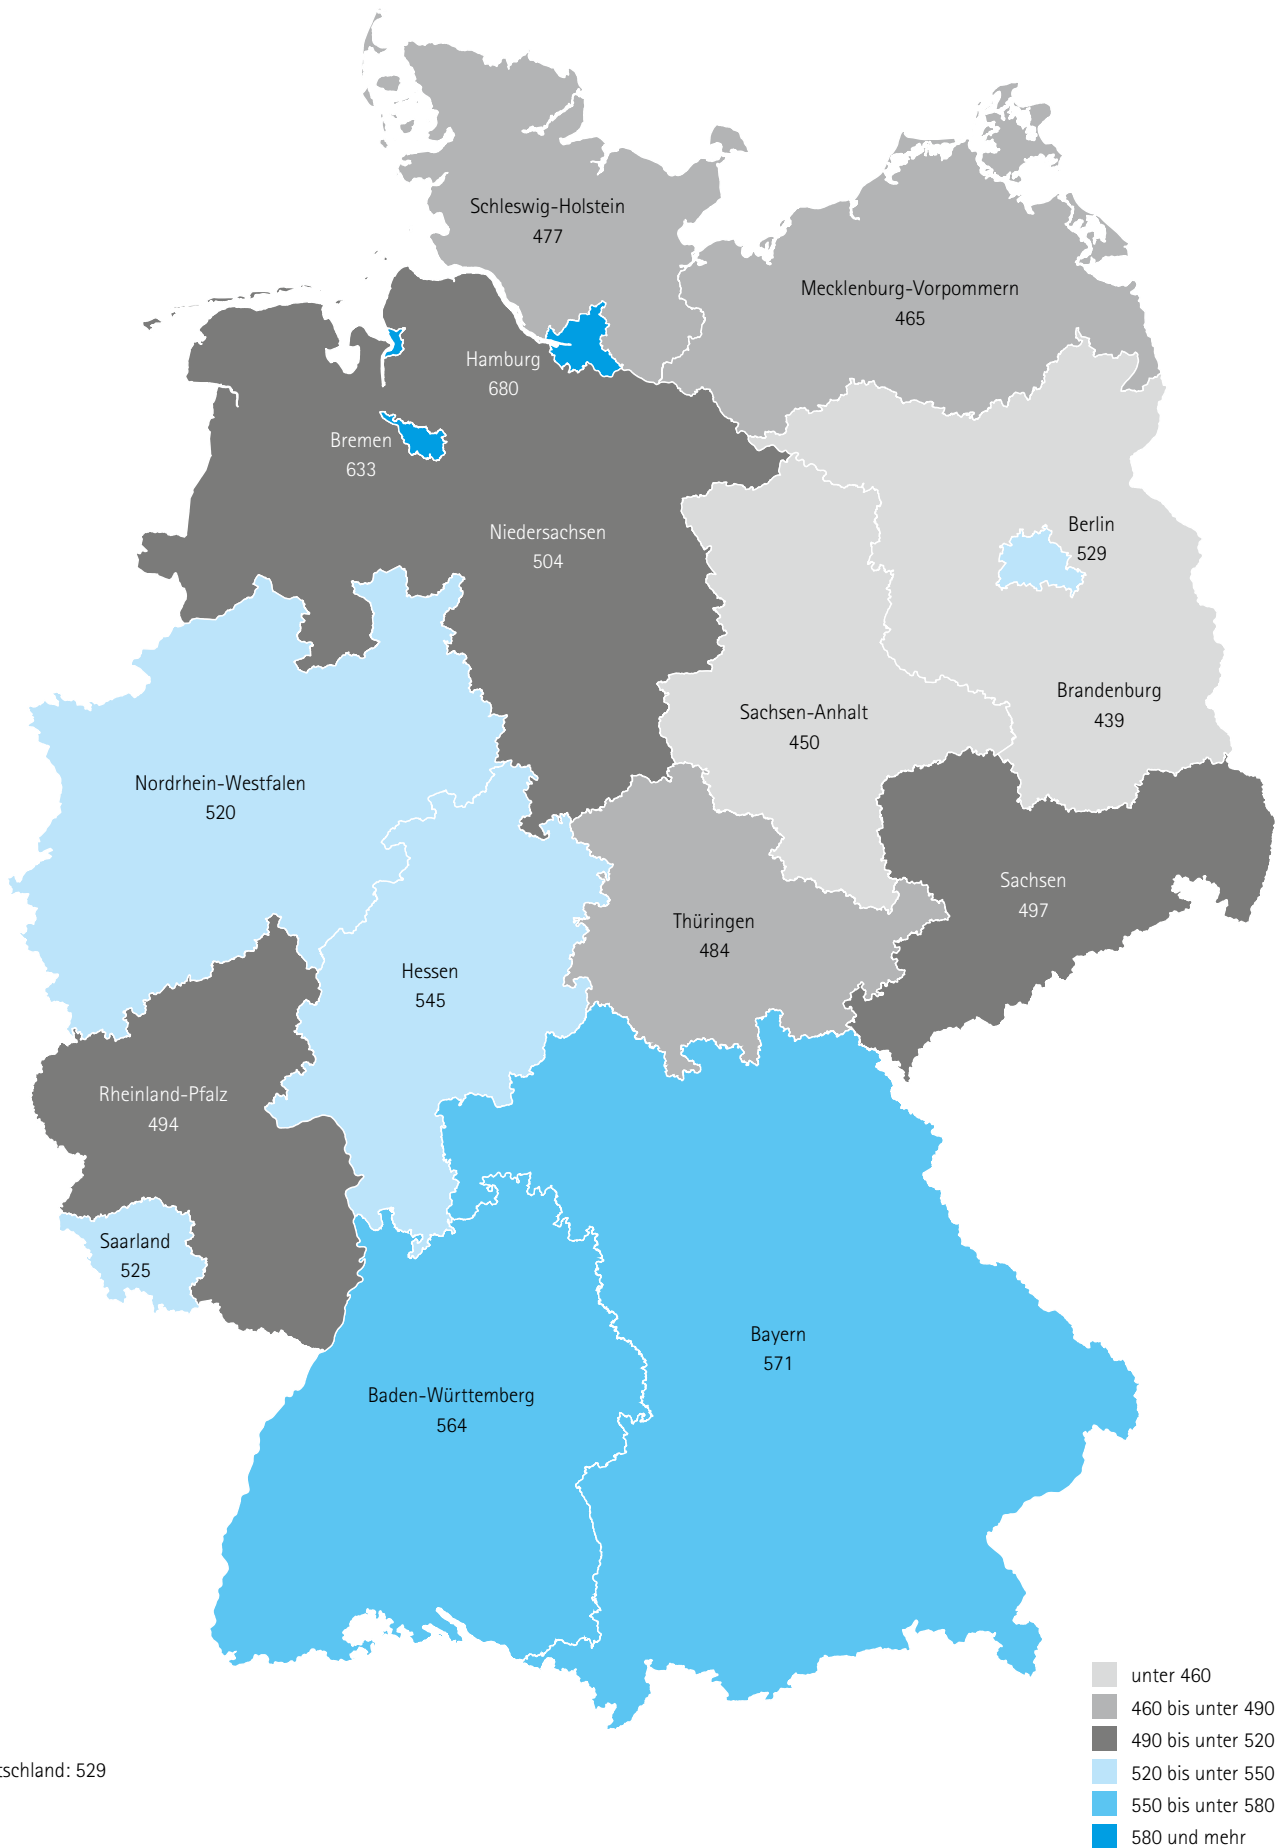 Schleswig-Holstein
477
Mecklenburg-Vorpommern
465
Hamburg
680
Bremen
633
Niedersachsen
504
Berlin
529
Brandenburg
439
Sachsen-Anhalt
450
Nordrhein-Westfalen
520
Sachsen
497
Thüringen
484
Hessen
545
Rheinland-Pfalz
494
Saarland
525
Bayern
571
Baden-Württemberg
564
unter 460
460 bis unter 490
490 bis unter 520
520 bis unter 550
550 bis unter 580
580 und mehr
tschland: 529